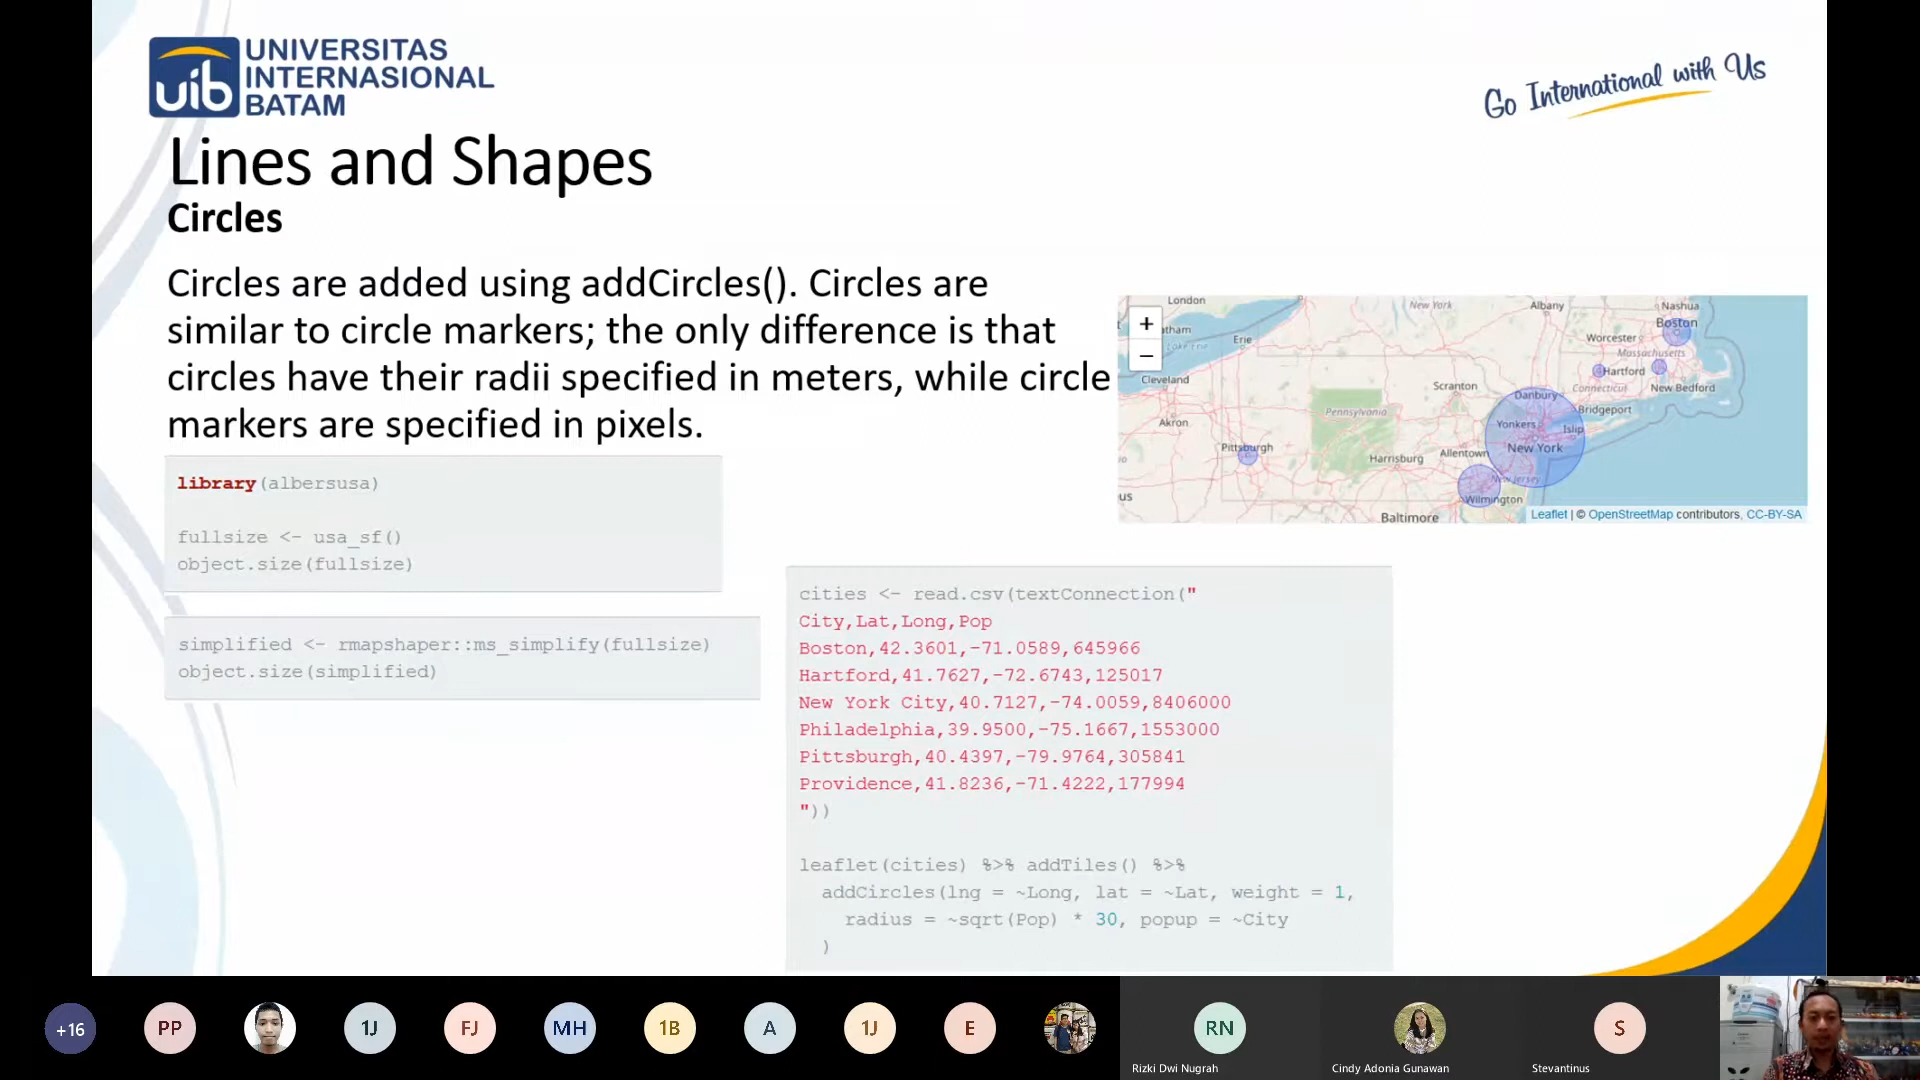 UNIVERSITAS
INTERNASIONAL
BATAM
uib
Go International with Us
Lines and Shapes
Circles
Circles are added using addCircles(). Circles are
similar to circle markers; the only difference is that
circles have their radii specified in meters, while circle
markers are specified in pixels.
library(albersusa)
fullsize <- usa_sf()
object.size(fullsize)
simplified <- rmapshaper::ms_simplify(fullsize)
object.size(simplified)
+
−
London
New York
Albany
Nashua
Boston
atham
Erie
Worcester
Lake Erie
Massachusetts
Cleveland
Scranton
Hartford
Connecticut
New Bedford
Danbury
Pennsylvania
Bridgeport
Akron
Yonkers
Islip
Pittsburgh
Harrisburg
Allentown
New York
New Jersey
us
Wilmington
Baltimore
Leaflet | © OpenStreetMap contributors, CC-BY-SA
cities <- read.csv(textConnection("
City,Lat,Long,Pop
Boston,42.3601,-71.0589,645966
Hartford,41.7627,-72.6743,125017
New York City,40.7127,-74.0059,8406000
Philadelphia,39.9500,-75.1667,1553000
Pittsburgh,40.4397,-79.9764,305841
Providence,41.8236,-71.4222,177994
"))
leaflet(cities) %>% addTiles() %>%
addCircles(lng = ~Long, lat = ~Lat, weight = 1,
radius = ~sqrt(Pop) * 30, popup = ~City
)
+16
PP
1J
FJ
MH
1B
A
1J
E
RN
S
Rizki Dwi Nugrah
Cindy Adonia Gunawan
Stevantinus